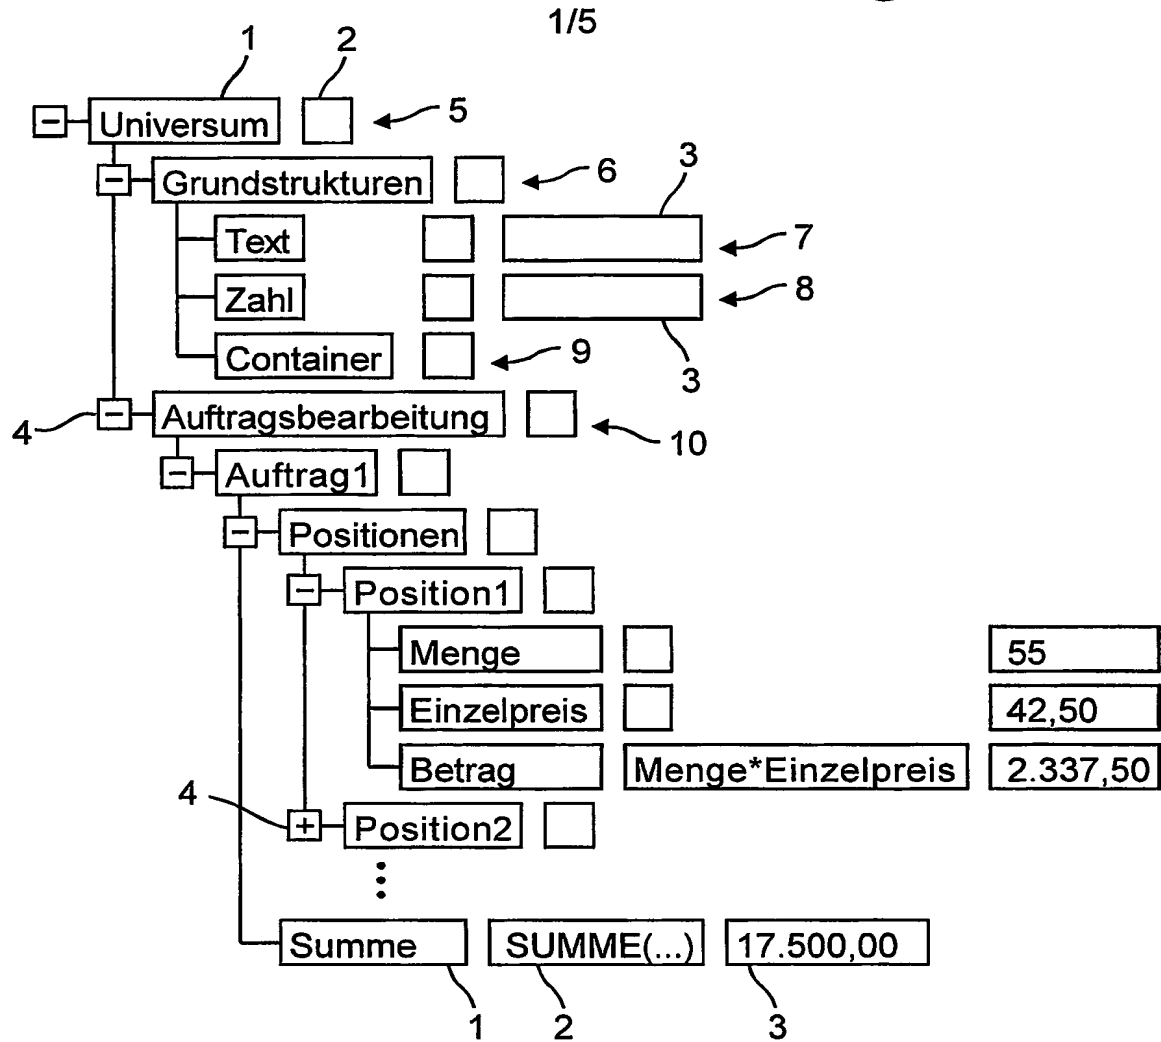 1/5
1 2
− Universum 5
− Grundstrukturen 6 3
Text 7
Zahl 8
Container 9 3
4 − Auftragsbearbeitung 10
− Auftrag1
− Positionen
− Position1
Menge 55
Einzelpreis 42,50
Betrag Menge*Einzelpreis 2.337,50
4 + Position2
Summe SUMME(...) 17.500,00
1 2 3